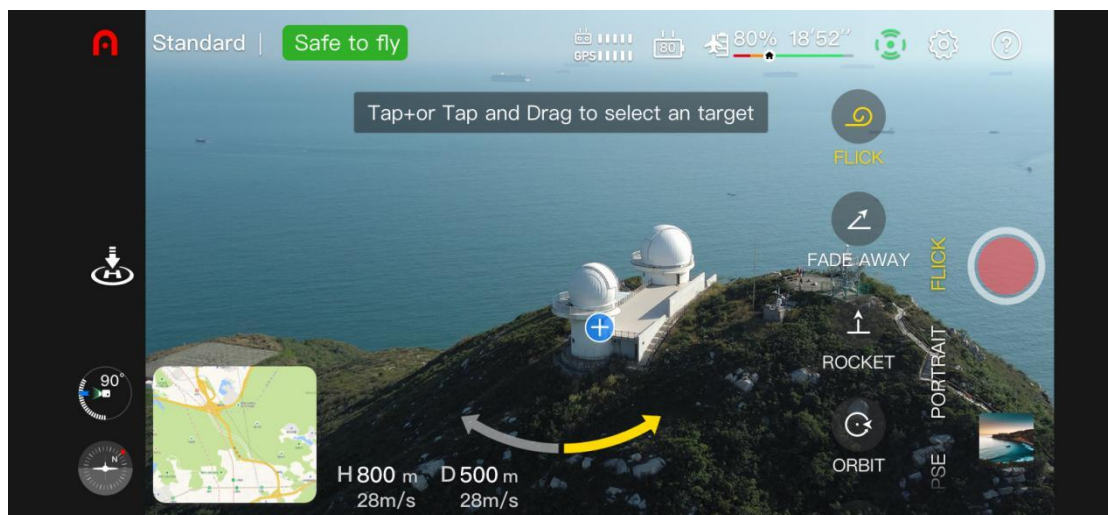 Standard | Safe to fly
GPS
80
80% 18'52"
?
Tap+or Tap and Drag to select an target
FLICK
FADE AWAY
ROCKET
ORBIT
FLICK
PORTRAIT
PSE
90°
N
H 800 m D 500 m
28m/s 28m/s